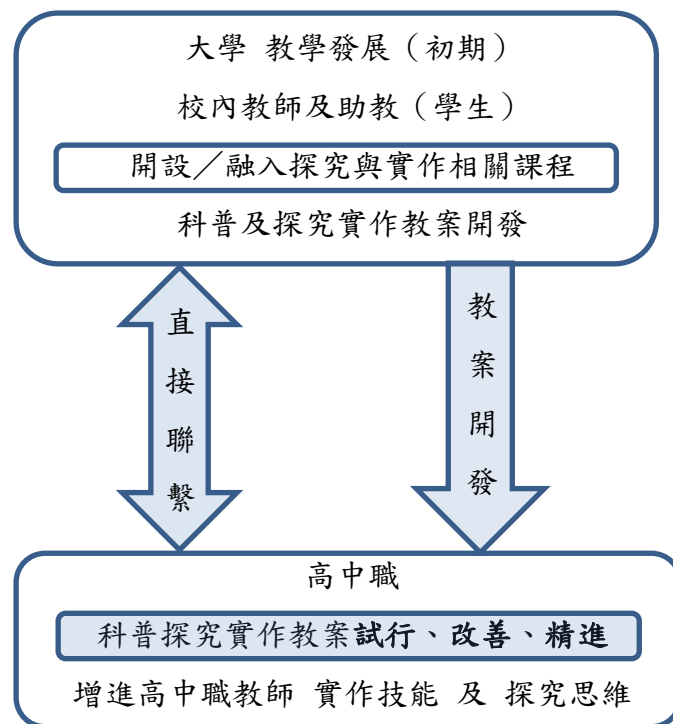 大學 教學發展（初期）
校內教師及助教（學生）
開設／融入探究與實作相關課程
科普及探究實作教案開發
直接聯繫
教案開發
高中職
科普探究實作教案試行、改善、精進
增進高中職教師 實作技能 及 探究思維